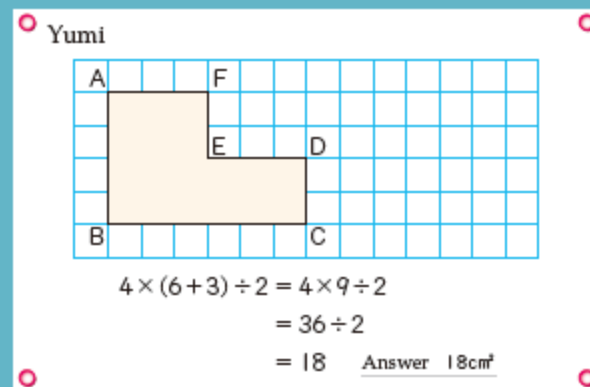 Yumi
A F
E D
B C
4×(6+3)÷2=4×9÷2
=36÷2
=18 Answer 18cm²